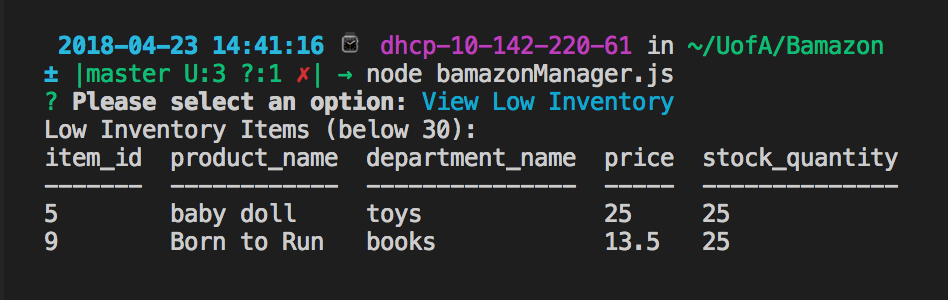 2018-04-23 14:41:16 ⌚ dhcp-10-142-220-61 in ~/UofA/Bamazon
± |master U:3 ?:1 ✗| → node bamazonManager.js
? Please select an option: View Low Inventory
Low Inventory Items (below 30):
item_id  product_name  department_name  price  stock_quantity
-------  ------------  ---------------  -----  --------------
5        baby doll     toys             25     25
9        Born to Run   books            13.5   25